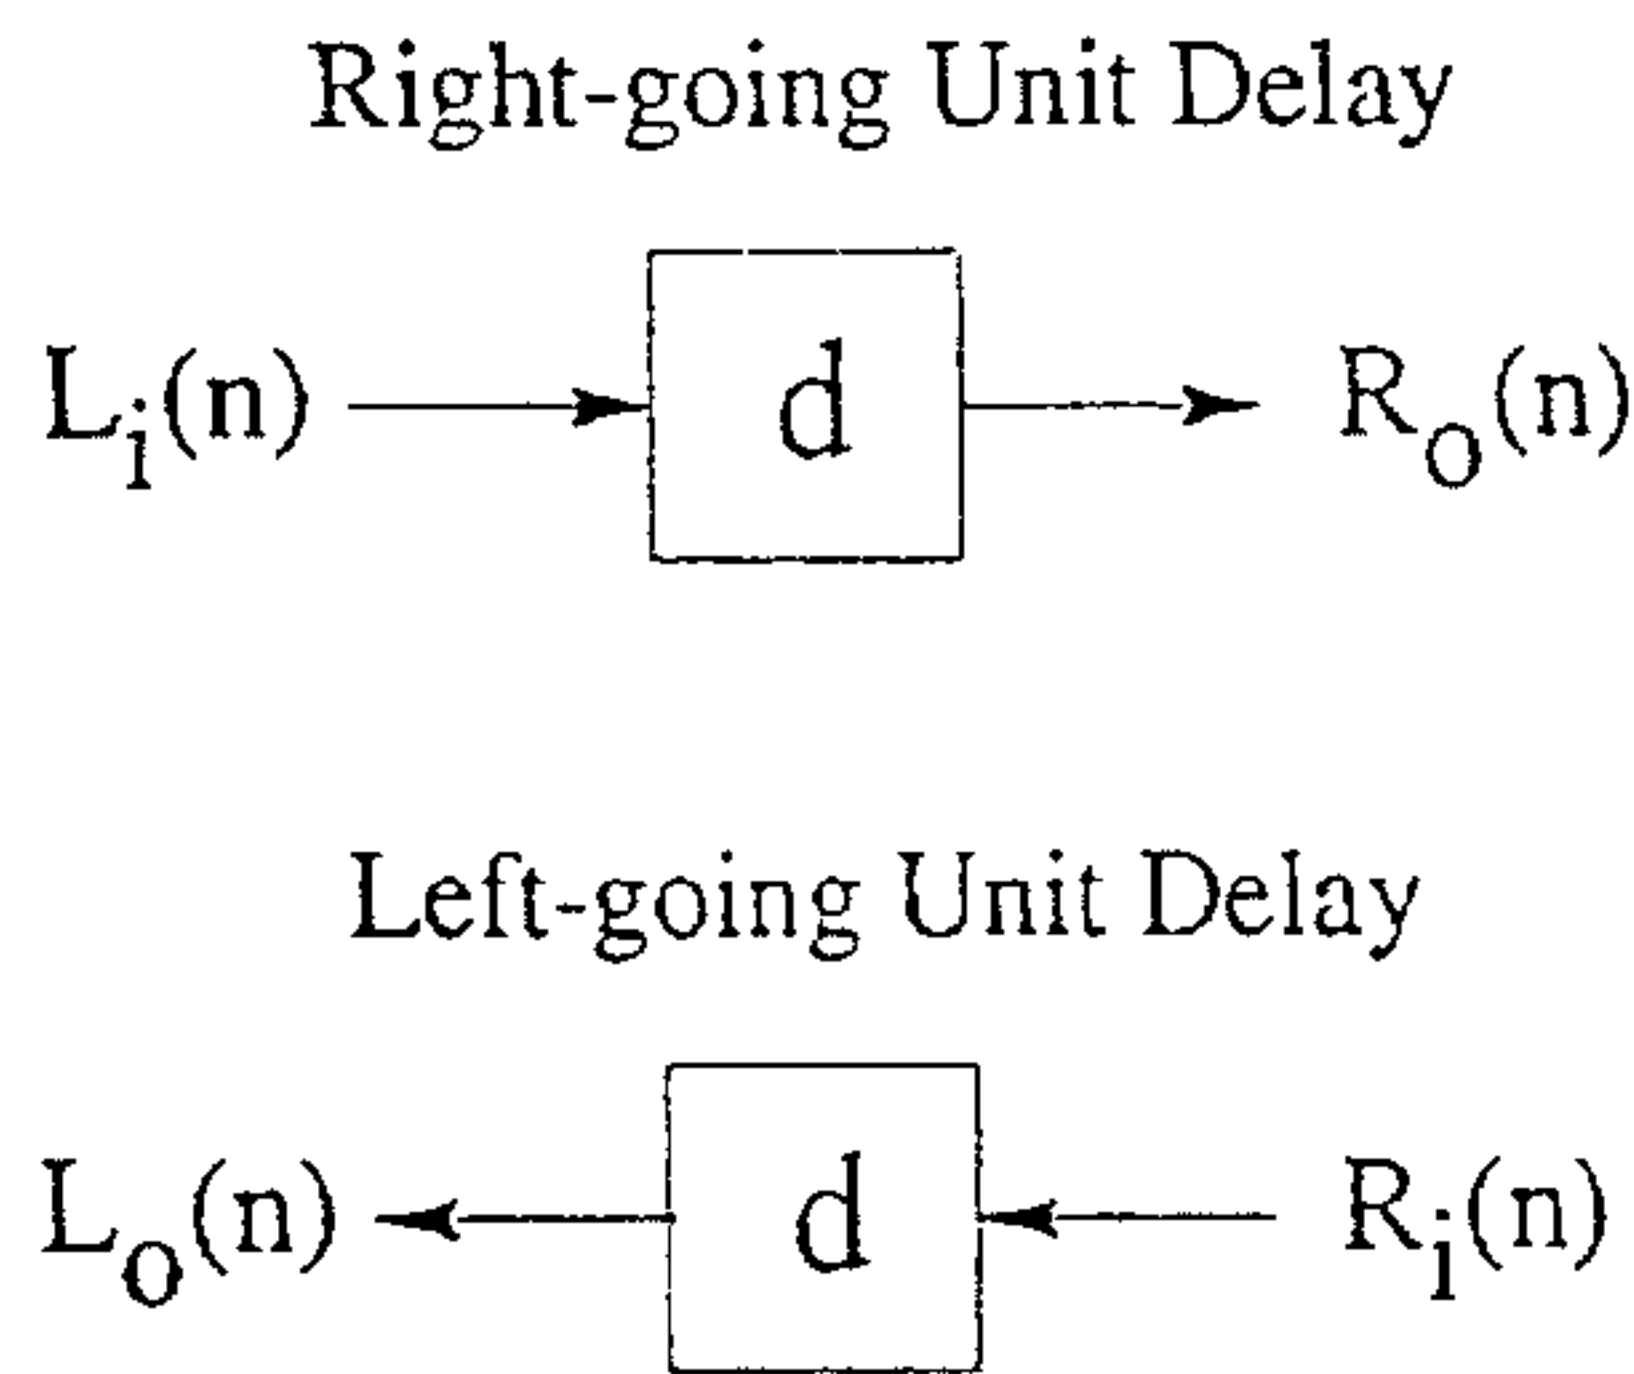 Right-going Unit Delay
Lᵢ(n) d Rₒ(n)
Left-going Unit Delay
Lₒ(n) d Rᵢ(n)